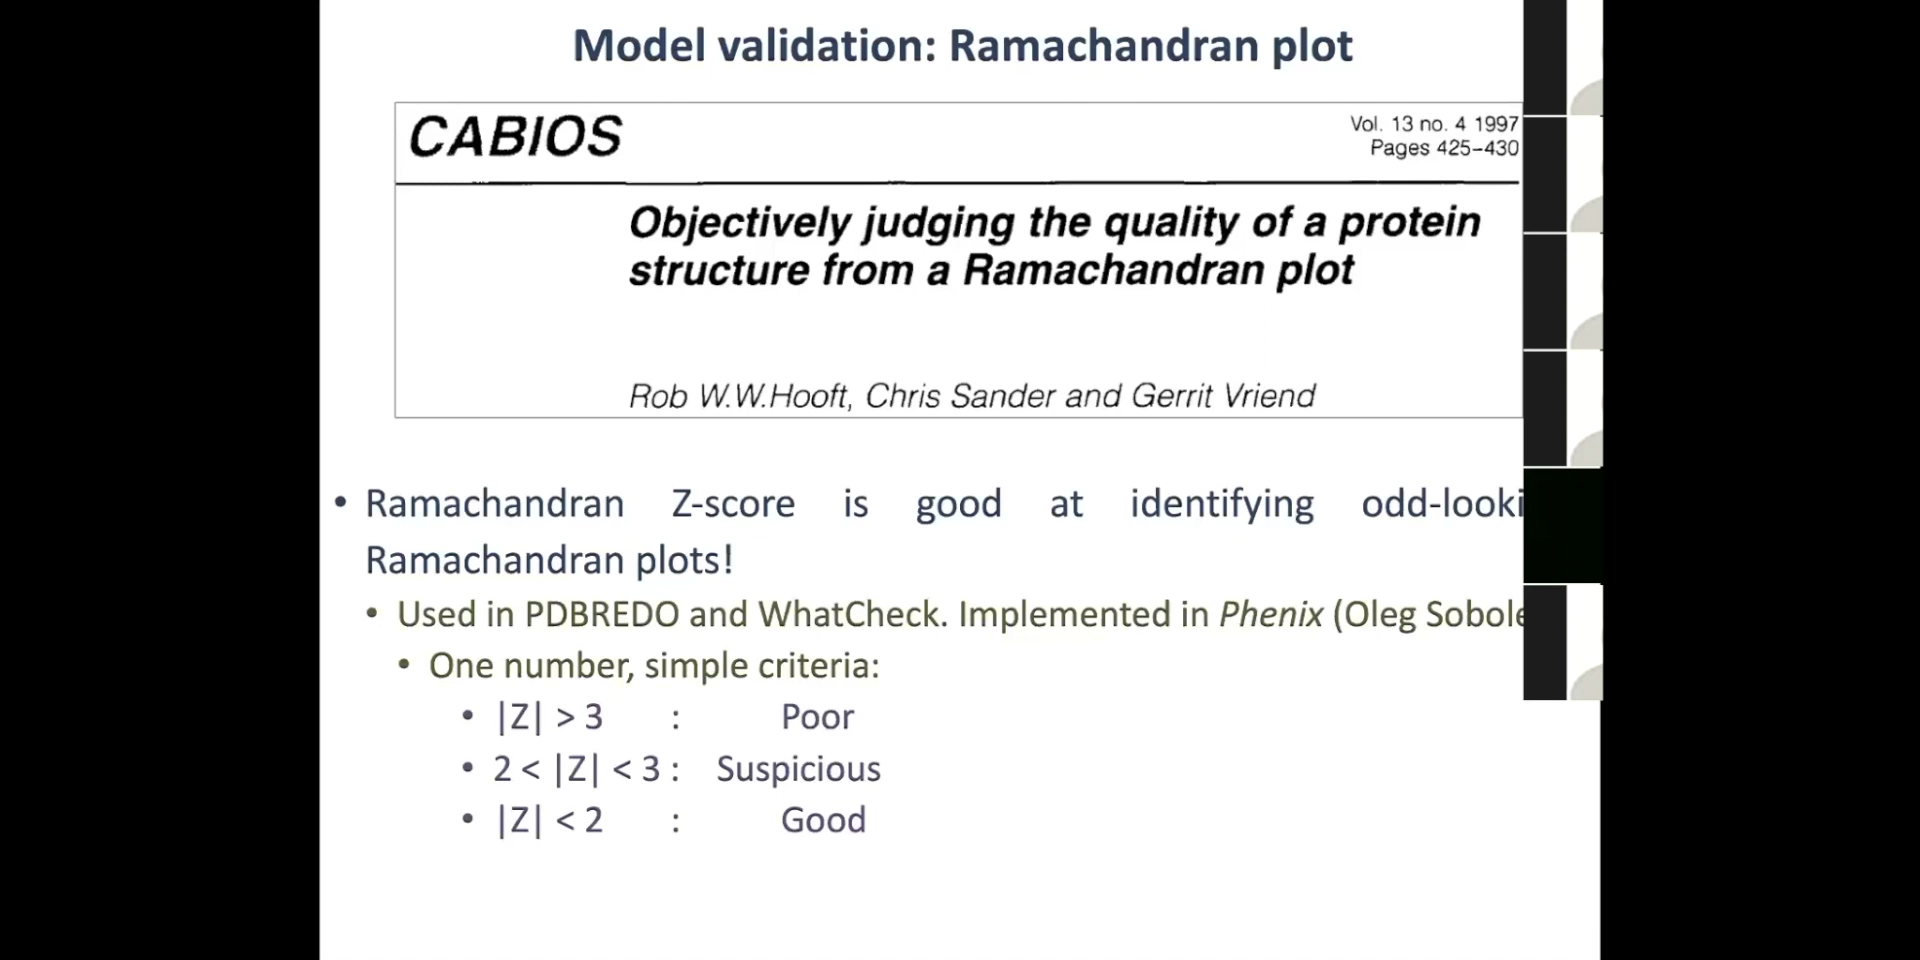 Model validation: Ramachandran plot
CABIOS
Vol. 13 no. 4 1997
Pages 425–430
Objectively judging the quality of a protein
structure from a Ramachandran plot
Rob W.W.Hooft, Chris Sander and Gerrit Vriend
• Ramachandran Z-score is good at identifying odd-looki
Ramachandran plots!
• Used in PDBREDO and WhatCheck. Implemented in Phenix (Oleg Sobole
• One number, simple criteria:
• |Z| > 3 : Poor
• 2 < |Z| < 3 : Suspicious
• |Z| < 2 : Good